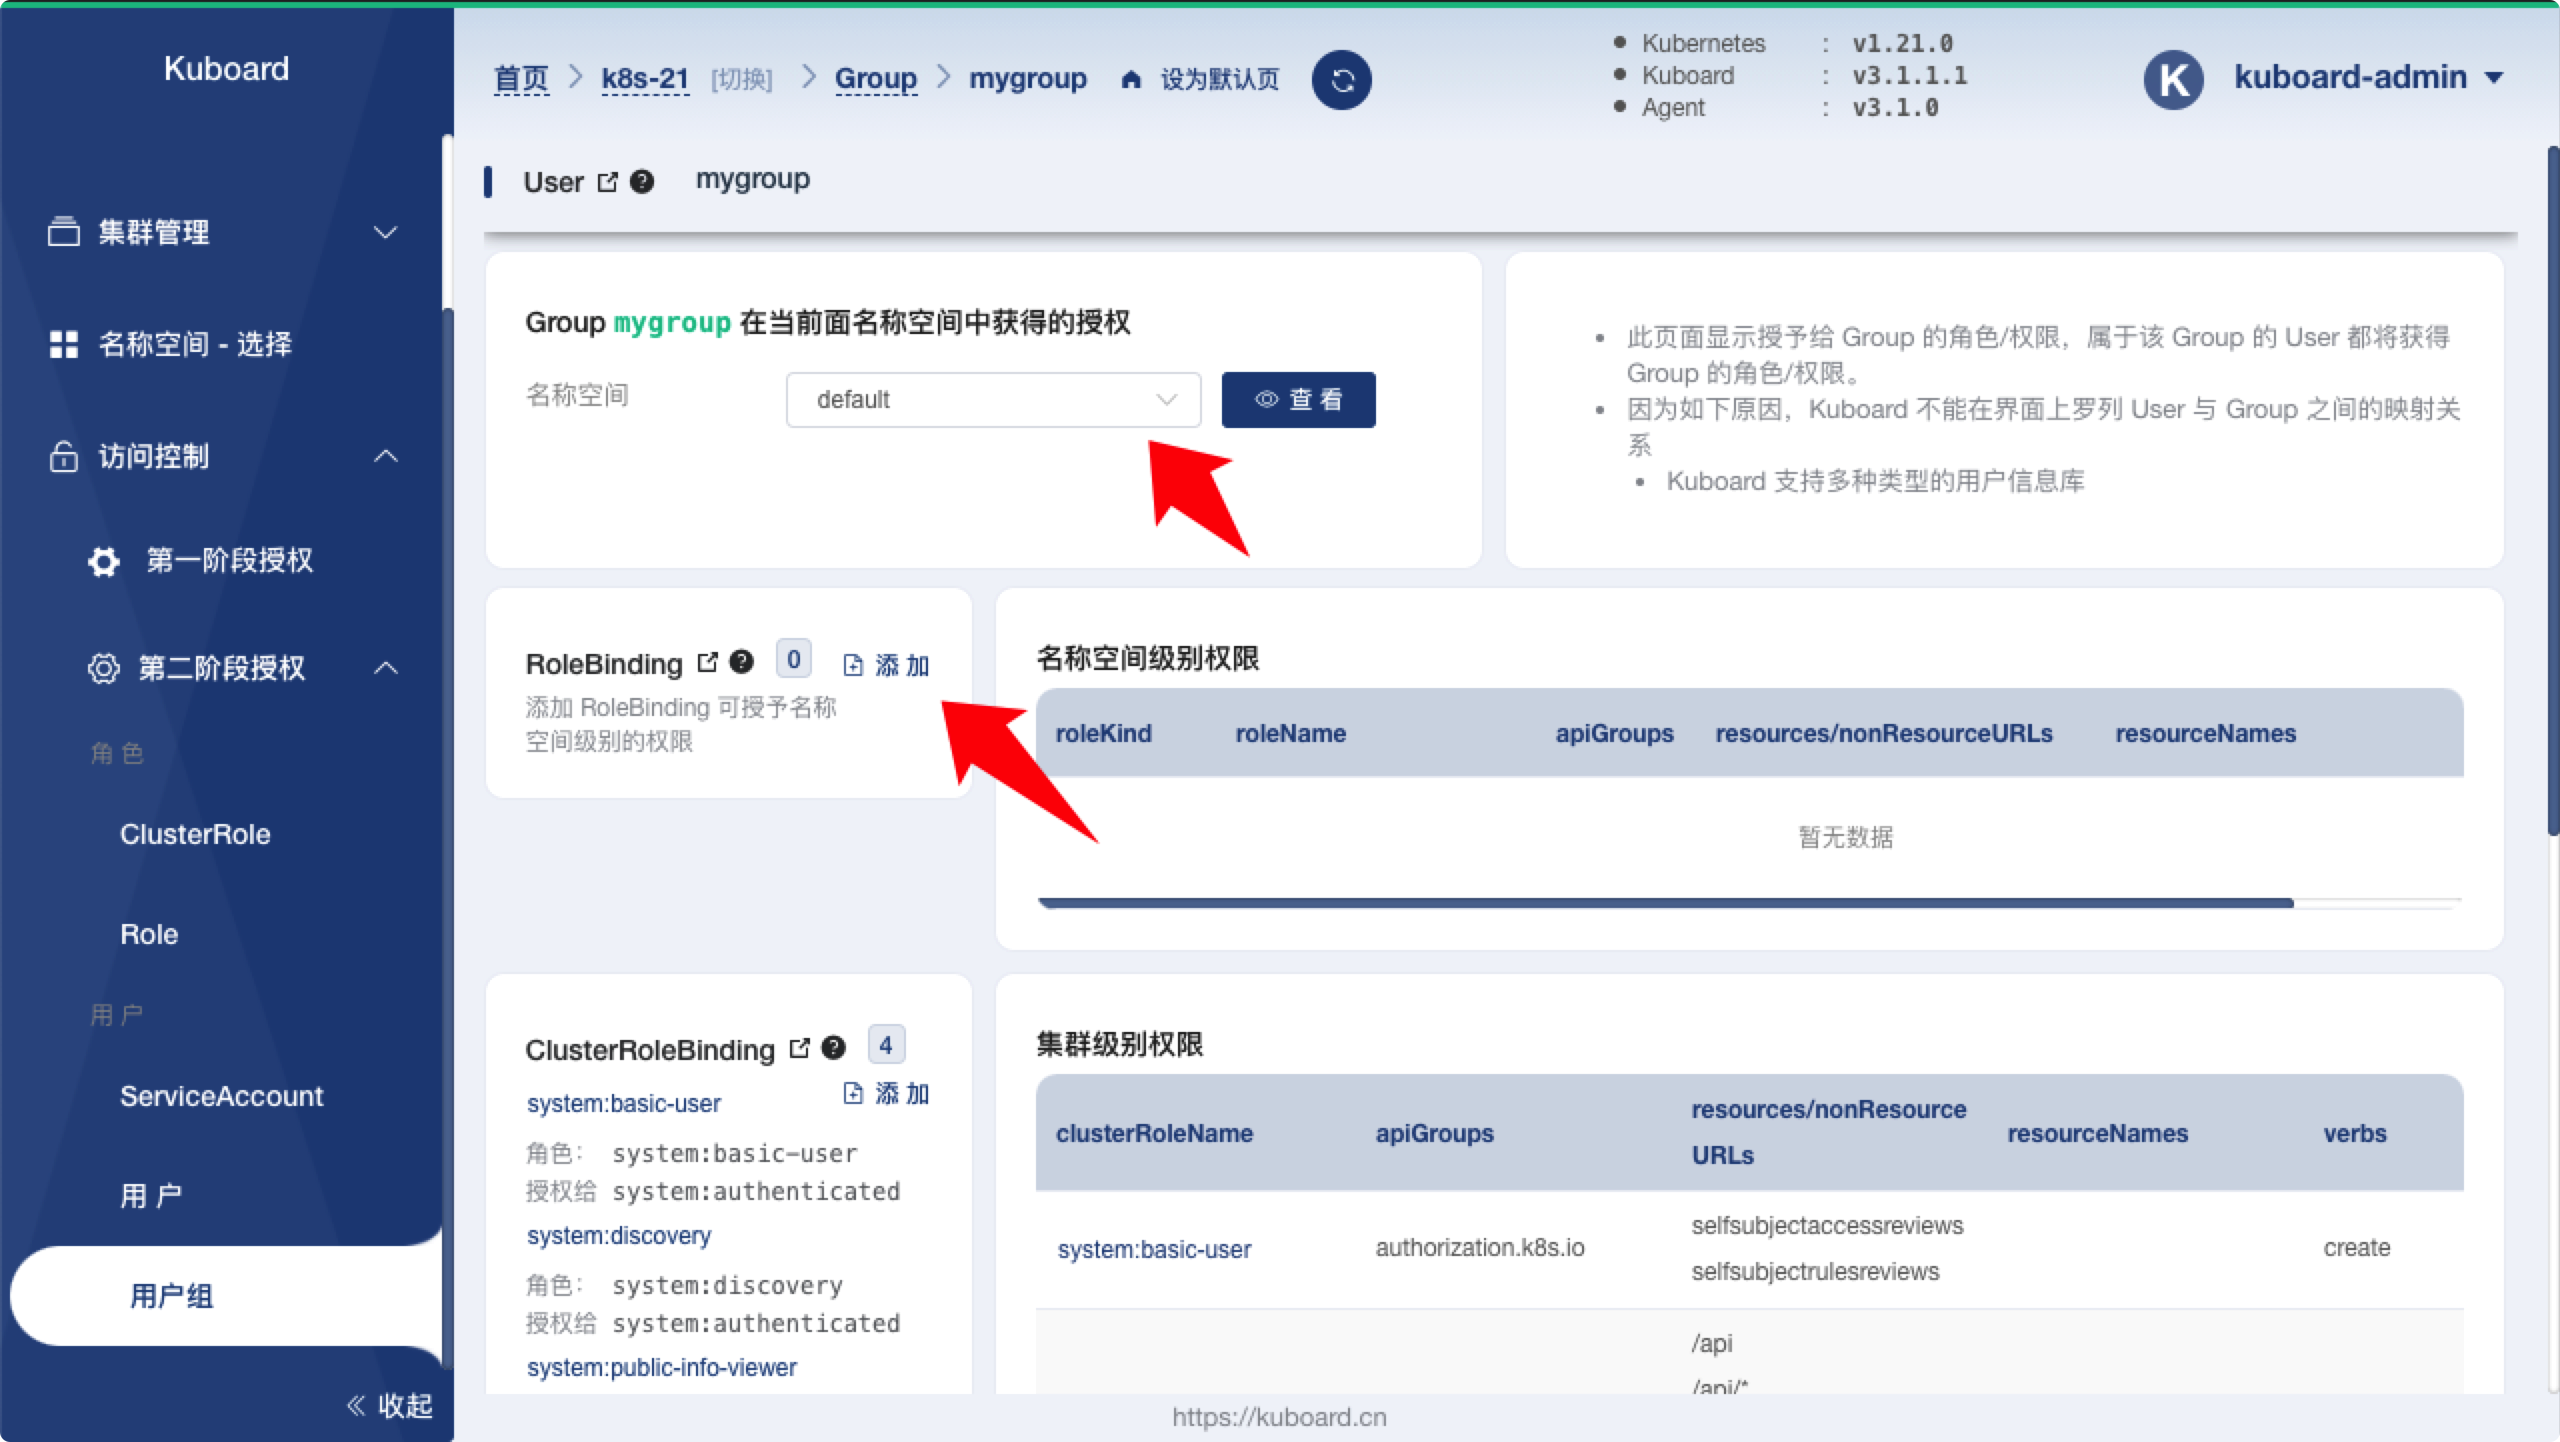 Kuboard
首页 > k8s-21 [切换] > Group > mygroup 设为默认页
Kubernetes : v1.21.0
Kuboard : v3.1.1.1
Agent : v3.1.0
K kuboard-admin
集群管理
名称空间 - 选择
访问控制
第一阶段授权
第二阶段授权
角 色
ClusterRole
Role
用 户
ServiceAccount
用 户
用户组
收起
User mygroup
Group mygroup 在当前面名称空间中获得的授权
名称空间 default 查 看
此页面显示授予给 Group 的角色/权限，属于该 Group 的 User 都将获得
Group 的角色/权限。
因为如下原因，Kuboard 不能在界面上罗列 User 与 Group 之间的映射关
系
Kuboard 支持多种类型的用户信息库
RoleBinding 0 添 加
添加 RoleBinding 可授予名称
空间级别的权限
名称空间级别权限
roleKind roleName apiGroups resources/nonResourceURLs resourceNames
暂无数据
ClusterRoleBinding 4
添 加
system:basic-user
角色： system:basic-user
授权给 system:authenticated
system:discovery
角色： system:discovery
授权给 system:authenticated
system:public-info-viewer
集群级别权限
clusterRoleName apiGroups resources/nonResource
URLs resourceNames verbs
system:basic-user authorization.k8s.io selfsubjectaccessreviews
selfsubjectrulesreviews create
/api
/api/*
https://kuboard.cn